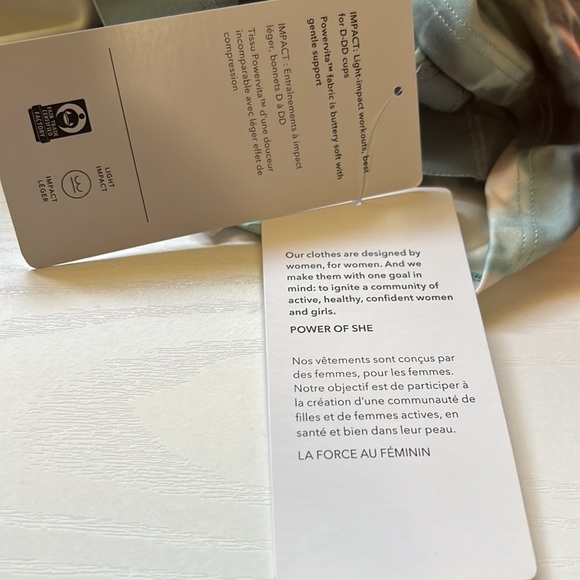 IMPACT: Light-impact workouts, best
for D-DD cups
Powervita™ fabric is buttery soft with
gentle support
IMPACT : Entraînements à impact
léger, bonnets D à DD
Tissu Powervita™ d'une douceur
incomparable avec léger effet de
compression
FAIR TRADE
CERTIFIED
FACTORY
LIGHT
IMPACT
IMPACT
LÉGER
Our clothes are designed by
women, for women. And we
make them with one goal in
mind: to ignite a community of
active, healthy, confident women
and girls.
POWER OF SHE
Nos vêtements sont conçus par
des femmes, pour les femmes.
Notre objectif est de participer à
la création d'une communauté de
filles et de femmes actives, en
santé et bien dans leur peau.
LA FORCE AU FÉMININ